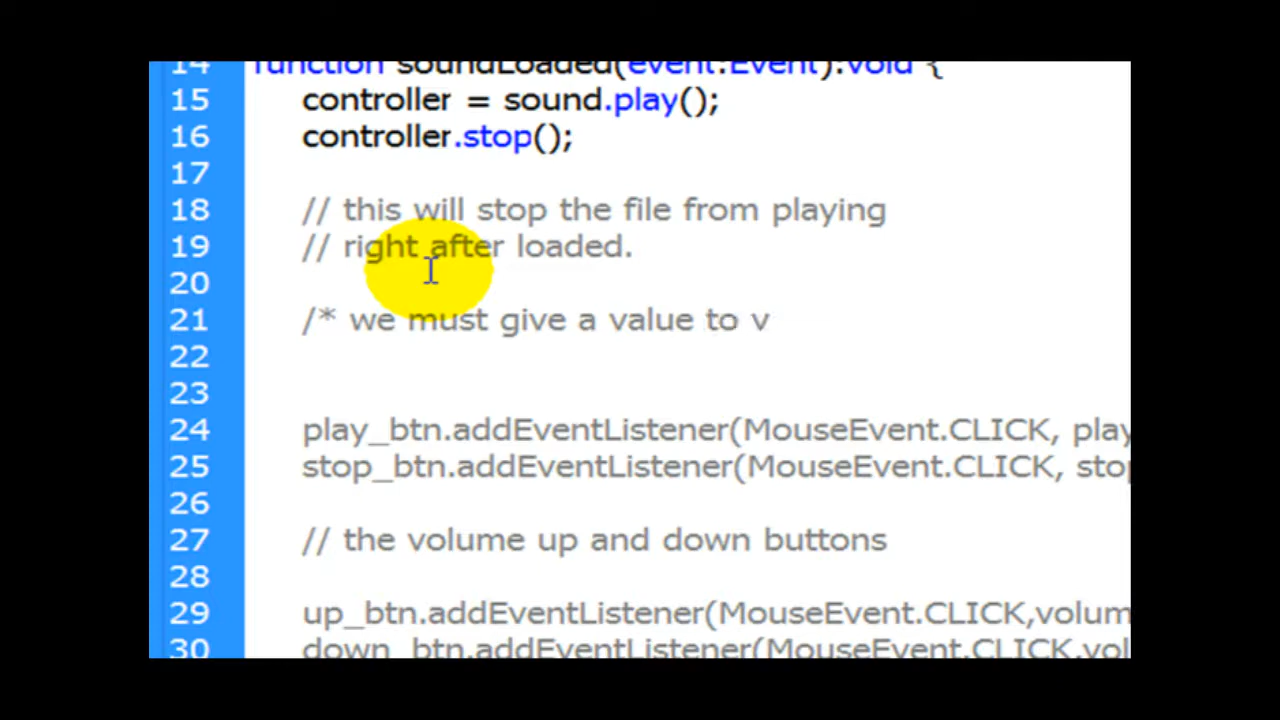 14 function soundLoaded(event:Event):void {
15 controller = sound.play();
16 controller.stop();
17
18 // this will stop the file from playing
19 // right after loaded.
20
21 /* we must give a value to v
22
23
24 play_btn.addEventListener(MouseEvent.CLICK, play
25 stop_btn.addEventListener(MouseEvent.CLICK, stop
26
27 // the volume up and down buttons
28
29 up_btn.addEventListener(MouseEvent.CLICK,volum
30 down_btn.addEventListener(MouseEvent.CLICK,vol